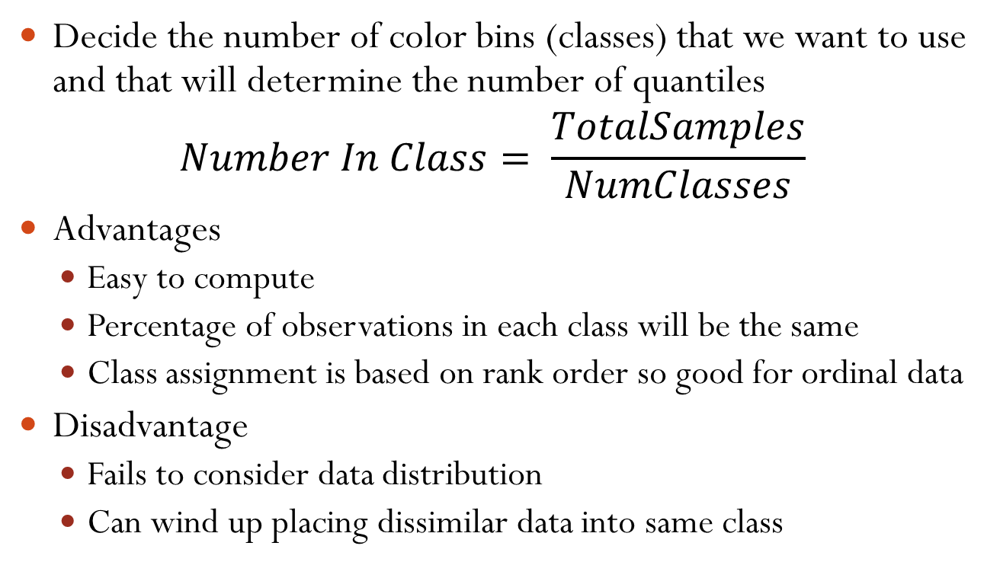 • Decide the number of color bins (classes) that we want to use
and that will determine the number of quantiles
Number In Class = TotalSamples / NumClasses
• Advantages
• Easy to compute
• Percentage of observations in each class will be the same
• Class assignment is based on rank order so good for ordinal data
• Disadvantage
• Fails to consider data distribution
• Can wind up placing dissimilar data into same class